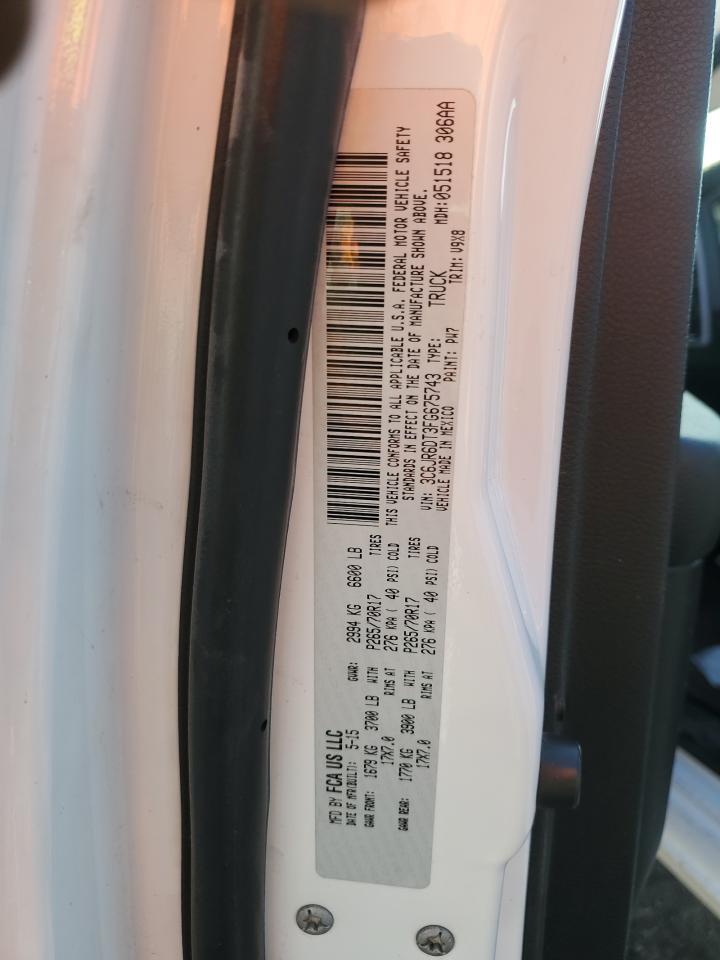 MFD BY FCA US LLC
DATE OF MFR(BUILT): 5-15 GVWR: 2994 KG 6600 LB
GAWR FRONT: 1679 KG 3700 LB WITH P265/70R17 TIRES
17X7.0 RIMS AT 276 KPA ( 40 PSI) COLD
GAWR REAR: 1770 KG 3900 LB WITH P265/70R17 TIRES
17X7.0 RIMS AT 276 KPA ( 40 PSI) COLD
THIS VEHICLE CONFORMS TO ALL APPLICABLE U.S.A. FEDERAL MOTOR VEHICLE SAFETY
STANDARDS IN EFFECT ON THE DATE OF MANUFACTURE SHOWN ABOVE.
VIN: 3C6JR6DT3FG675743 TYPE: TRUCK MDH:051518 306AA
VEHICLE MADE IN MEXICO PAINT: PW7 TRIM: V9X8